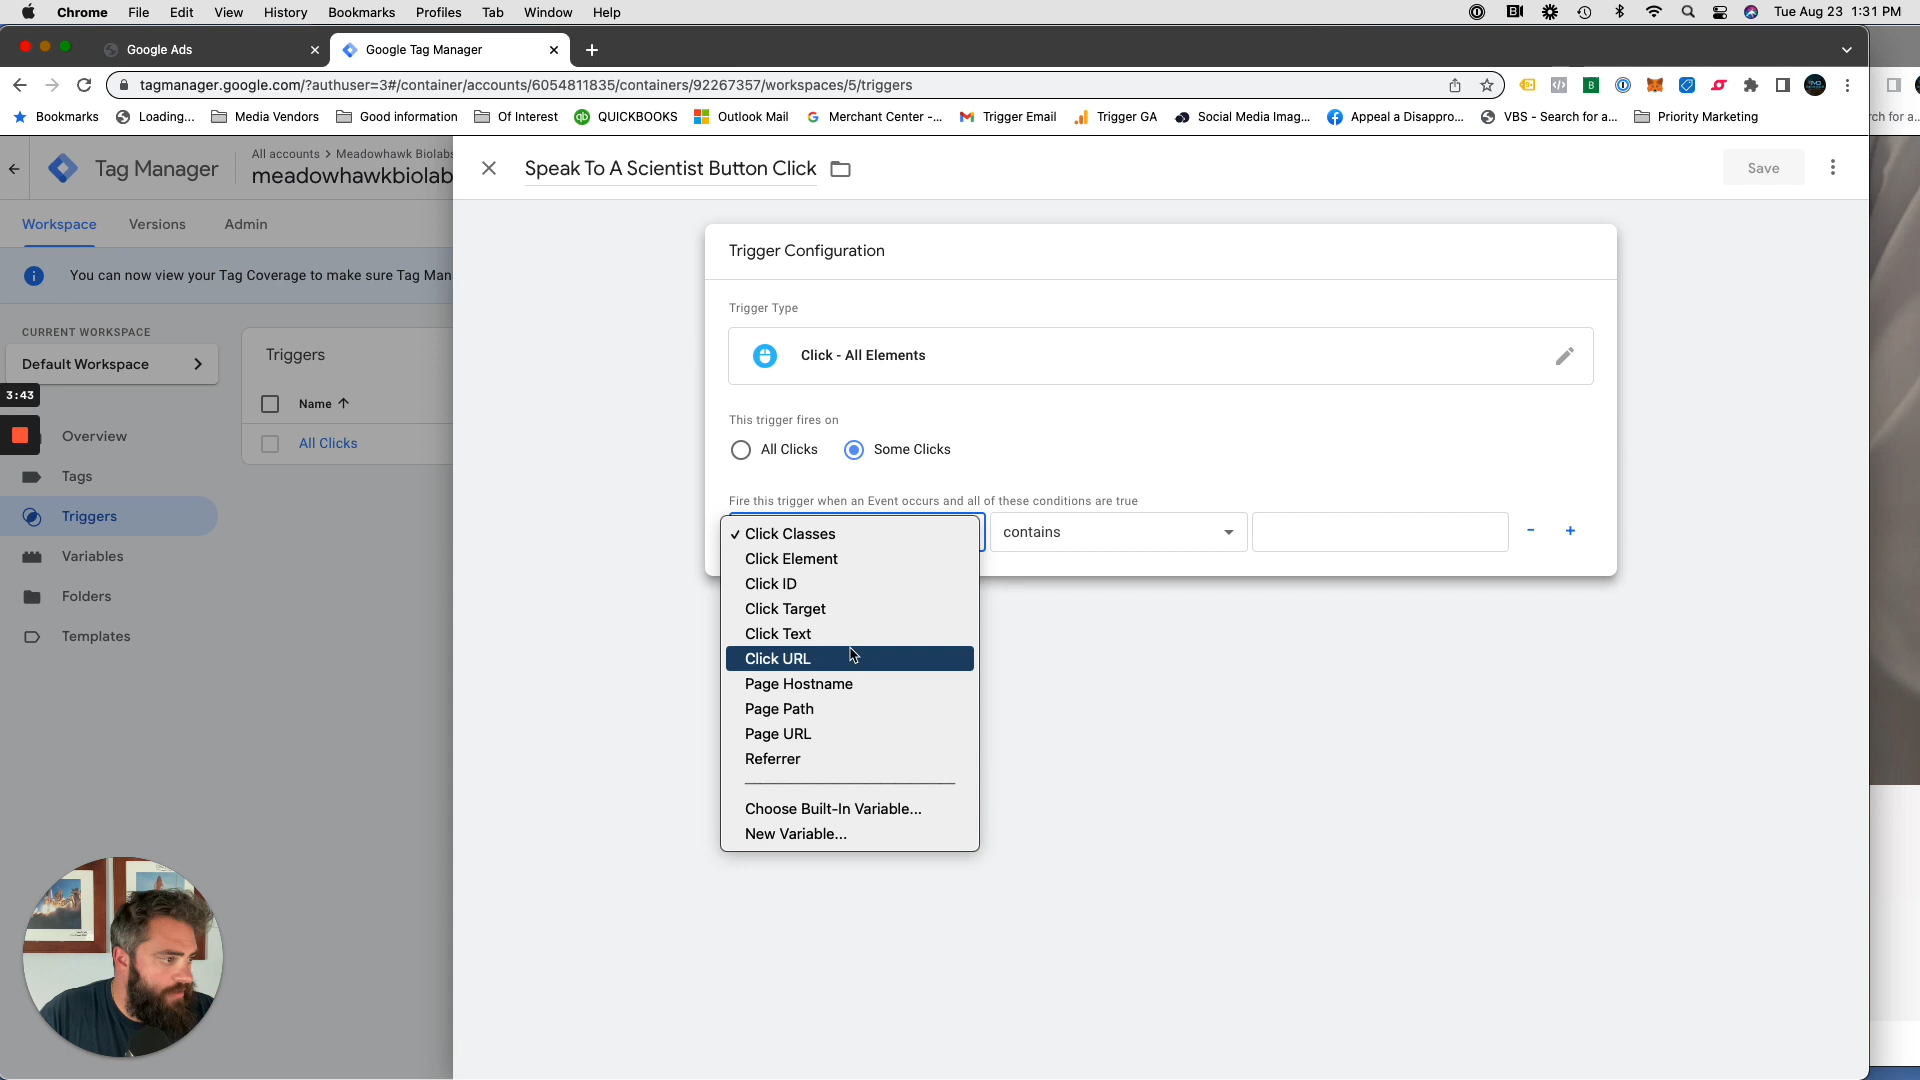 Chrome File Edit View History Bookmarks Profiles Tab Window Help Tue Aug 23 1:31 PM
Google Ads Google Tag Manager
tagmanager.google.com/?authuser=3#/container/accounts/6054811835/containers/92267357/workspaces/5/triggers
Bookmarks Loading... Media Vendors Good information Of Interest QUICKBOOKS Outlook Mail Merchant Center -... Trigger Email Trigger GA Social Media Imag... Appeal a Disappro... VBS - Search for a... Priority Marketing rch for a...
Tag Manager
All accounts > Meadowhawk Biolabs
meadowhawkbiolab
Speak To A Scientist Button Click
Save
Workspace Versions Admin
You can now view your Tag Coverage to make sure Tag Man
CURRENT WORKSPACE
Default Workspace
3:43
Overview
Tags
Triggers
Variables
Folders
Templates
Triggers
Name
All Clicks
Trigger Configuration
Trigger Type
Click - All Elements
This trigger fires on
All Clicks Some Clicks
Fire this trigger when an Event occurs and all of these conditions are true
contains - +
✓ Click Classes
Click Element
Click ID
Click Target
Click Text
Click URL
Page Hostname
Page Path
Page URL
Referrer
Choose Built-In Variable...
New Variable...